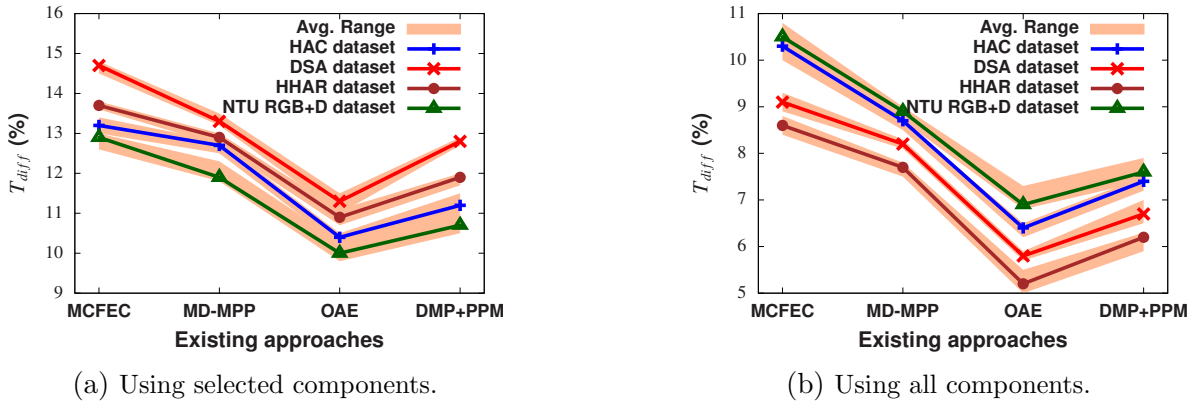 16
15
14
13
12
11
10
9
T_diff (%)
Avg. Range
HAC dataset
DSA dataset
HHAR dataset
NTU RGB+D dataset
MCFEC MD-MPP OAE DMP+PPM
Existing approaches
(a) Using selected components.
11
10
9
8
7
6
5
T_diff (%)
Avg. Range
HAC dataset
DSA dataset
HHAR dataset
NTU RGB+D dataset
MCFEC MD-MPP OAE DMP+PPM
Existing approaches
(b) Using all components.